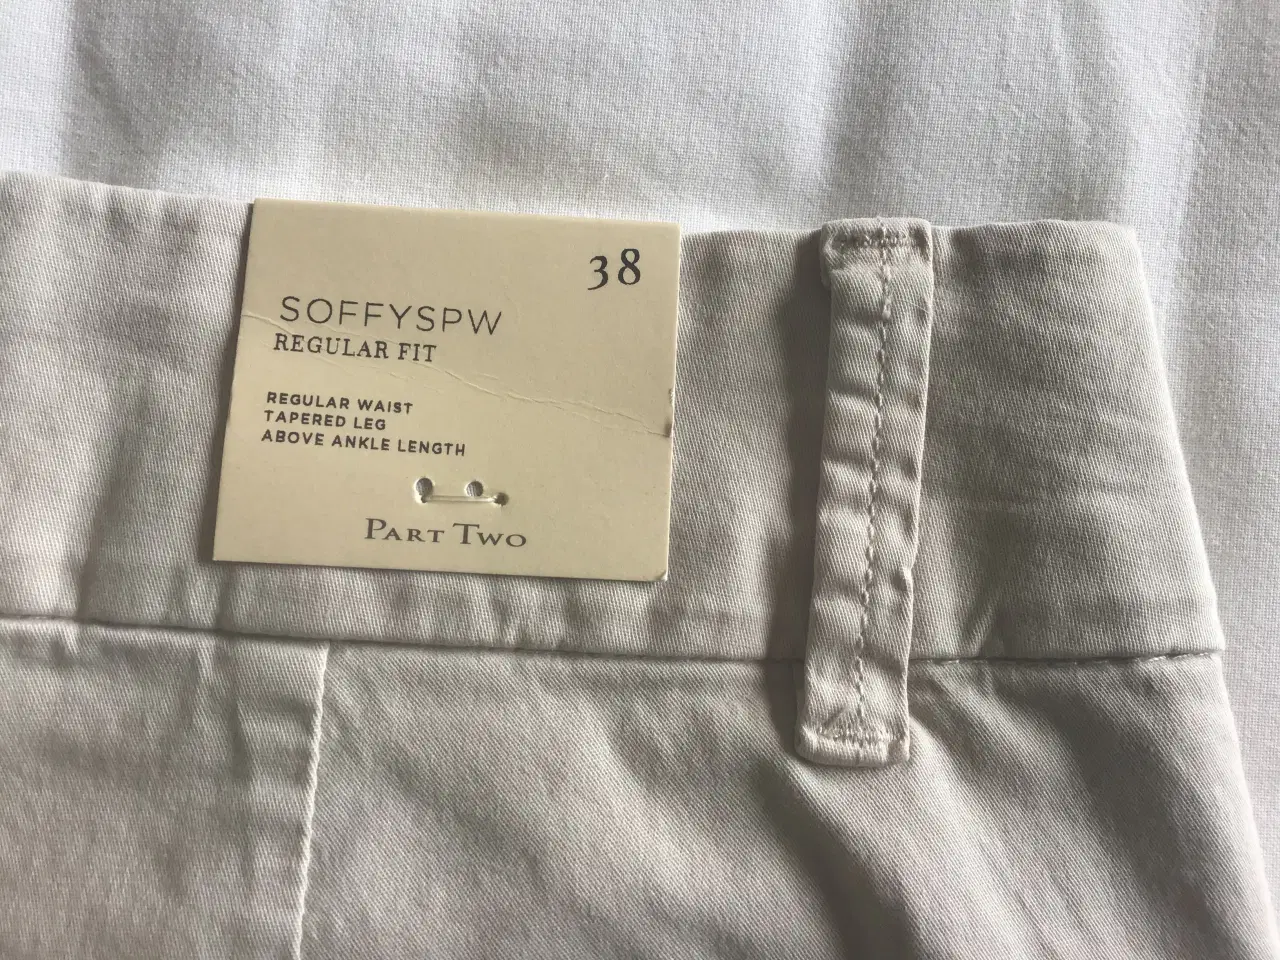 38
SOFFYSPW
REGULAR FIT
REGULAR WAIST
TAPERED LEG
ABOVE ANKLE LENGTH
PART TWO